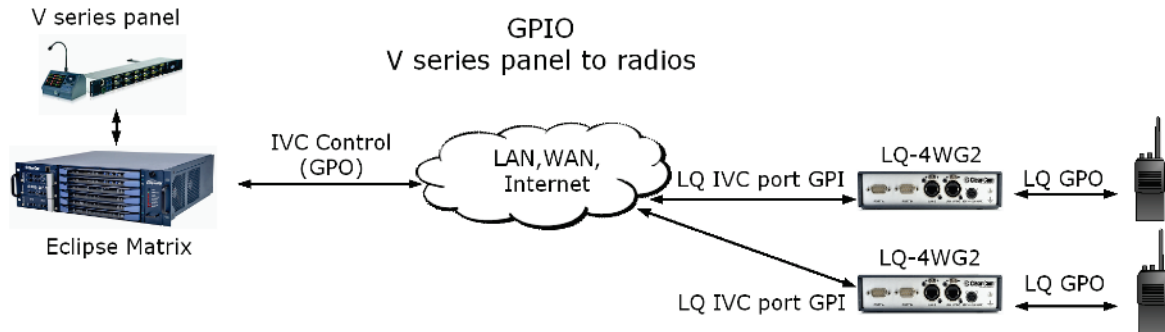 V series panel
GPIO
V series panel to radios
IVC Control
(GPO)
LAN,WAN,
Internet
LQ-4WG2
LQ IVC port GPI
LQ GPO
Eclipse Matrix
LQ-4WG2
LQ IVC port GPI
LQ GPO